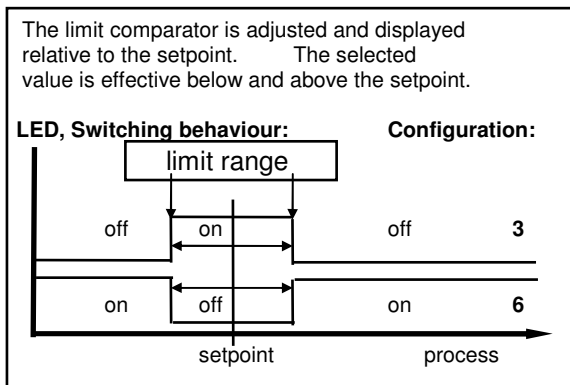 The limit comparator is adjusted and displayed
relative to the setpoint. The selected
value is effective below and above the setpoint.
LED, Switching behaviour: Configuration:
limit range
off on off 3
on off on 6
setpoint process